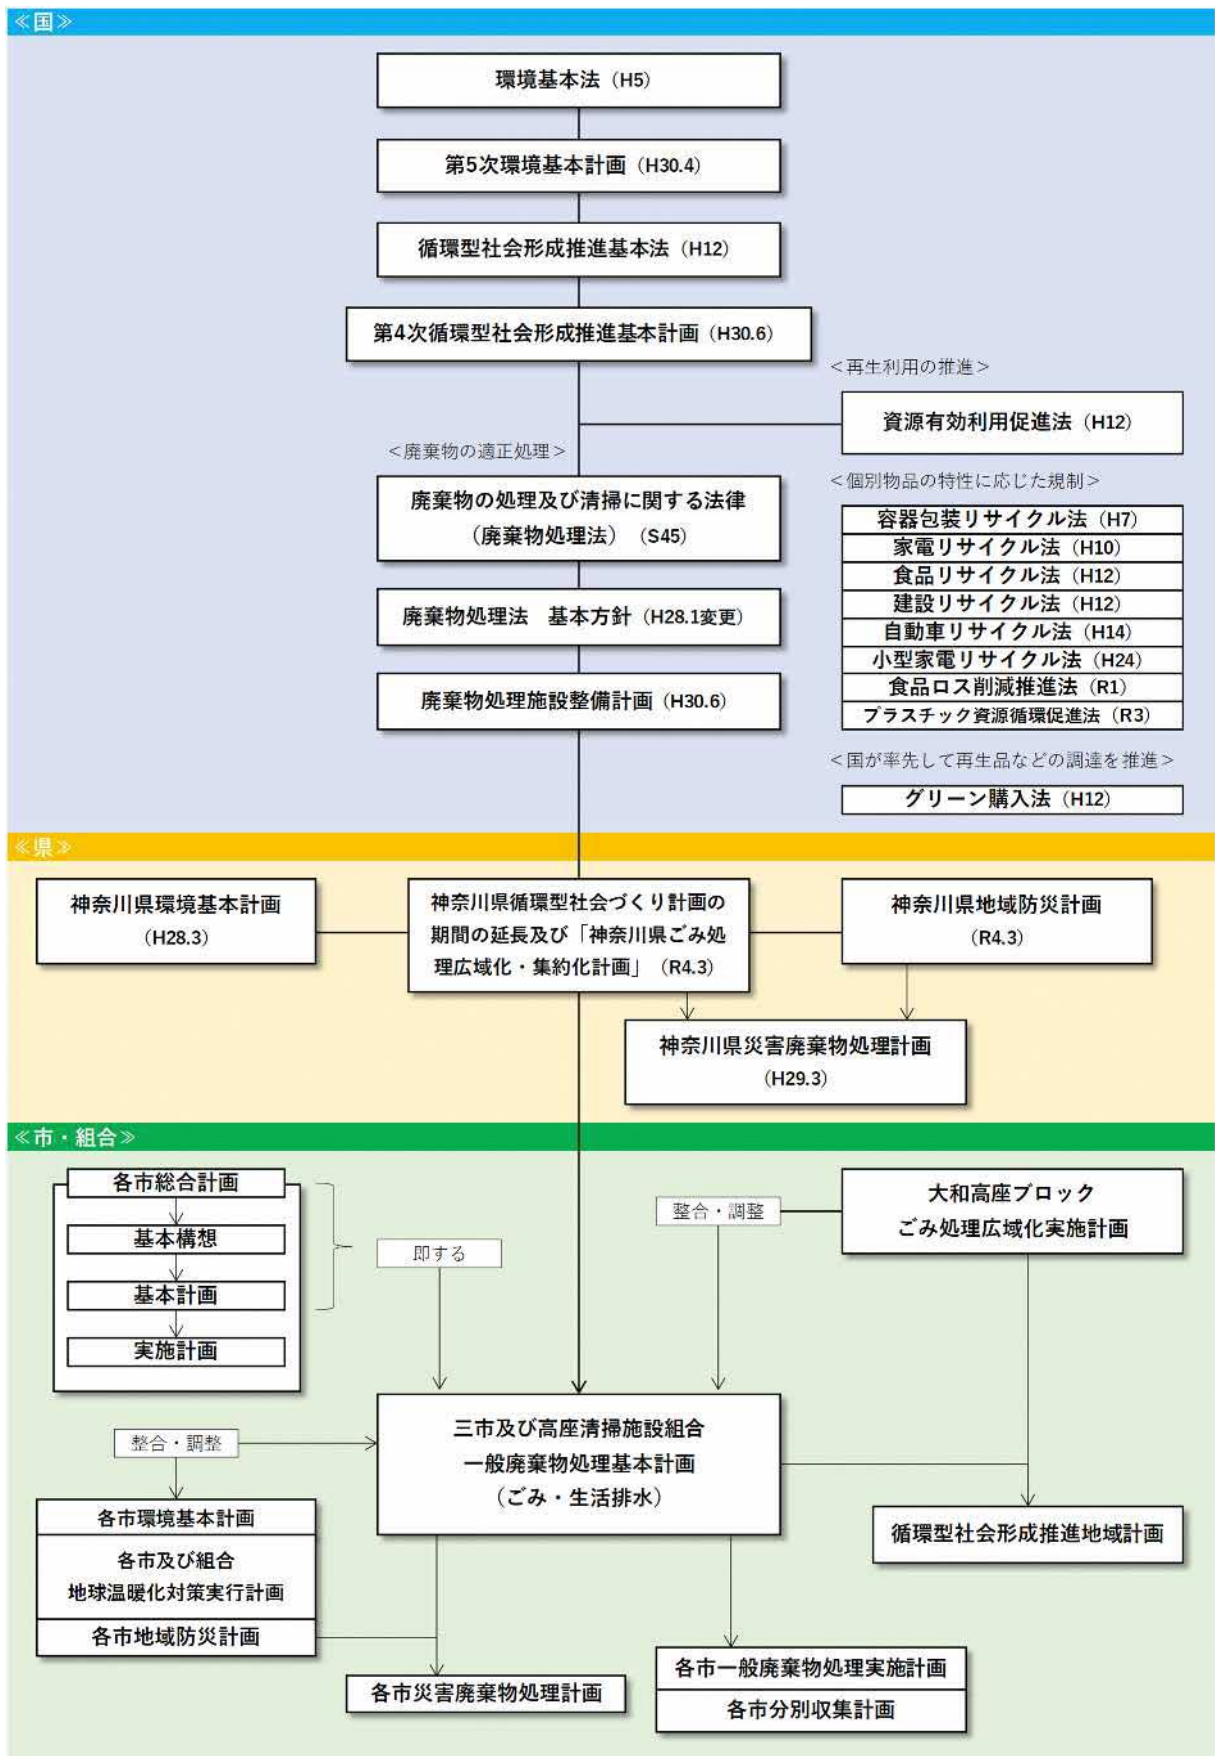 ≪国≫
環境基本法（H5）
第5次環境基本計画（H30.4）
循環型社会形成推進基本法（H12）
第4次循環型社会形成推進基本計画（H30.6）
＜再生利用の推進＞
資源有効利用促進法（H12）
＜廃棄物の適正処理＞
廃棄物の処理及び清掃に関する法律
（廃棄物処理法）（S45）
廃棄物処理法　基本方針（H28.1変更）
廃棄物処理施設整備計画（H30.6）
＜個別物品の特性に応じた規制＞
容器包装リサイクル法（H7）
家電リサイクル法（H10）
食品リサイクル法（H12）
建設リサイクル法（H12）
自動車リサイクル法（H14）
小型家電リサイクル法（H24）
食品ロス削減推進法（R1）
プラスチック資源循環促進法（R3）
＜国が率先して再生品などの調達を推進＞
グリーン購入法（H12）
≪県≫
神奈川県環境基本計画
（H28.3）
神奈川県循環型社会づくり計画の
期間の延長及び「神奈川県ごみ処
理広域化・集約化計画」（R4.3）
神奈川県地域防災計画
（R4.3）
神奈川県災害廃棄物処理計画
（H29.3）
≪市・組合≫
各市総合計画
基本構想
基本計画
実施計画
即する
整合・調整
大和高座ブロック
ごみ処理広域化実施計画
整合・調整
三市及び高座清掃施設組合
一般廃棄物処理基本計画
（ごみ・生活排水）
各市環境基本計画
各市及び組合
地球温暖化対策実行計画
各市地域防災計画
循環型社会形成推進地域計画
各市災害廃棄物処理計画
各市一般廃棄物処理実施計画
各市分別収集計画